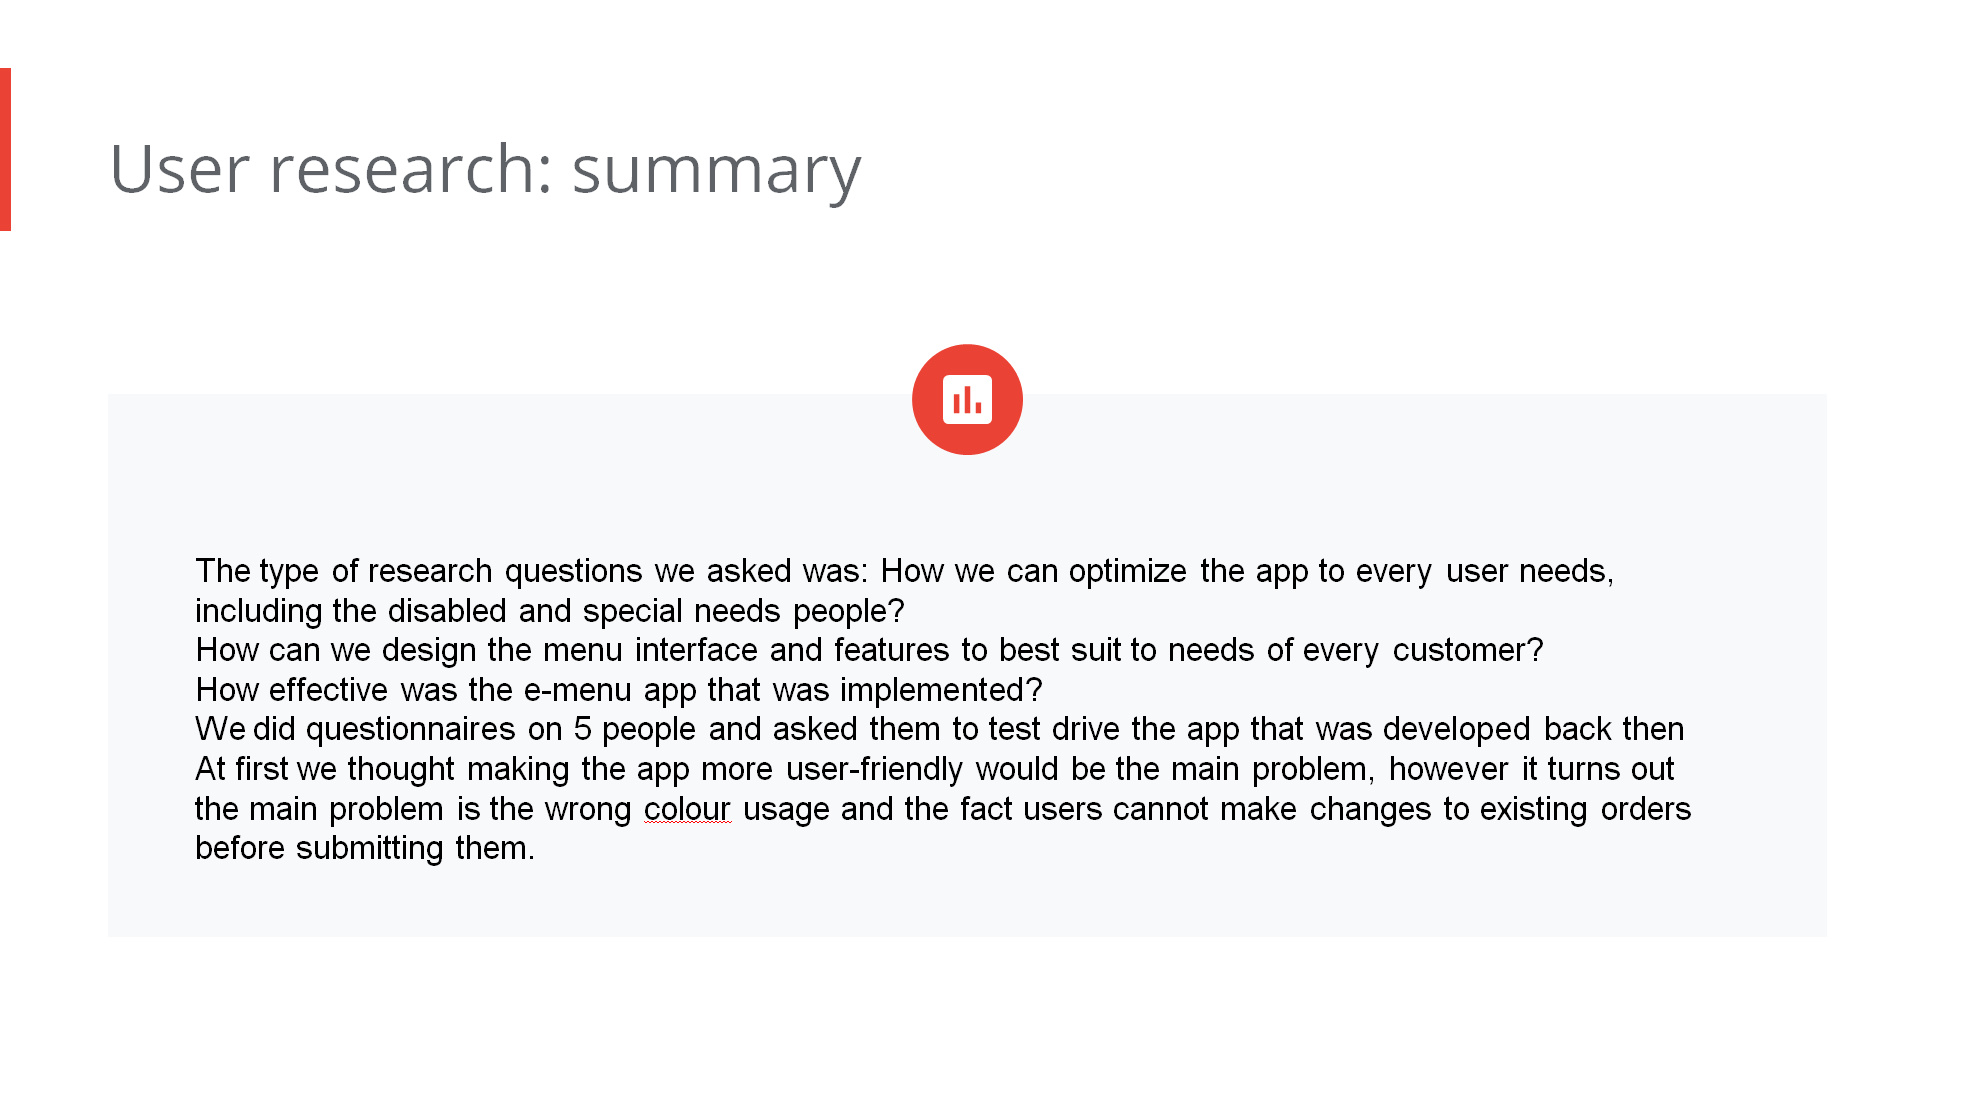 User research: summary
The type of research questions we asked was: How we can optimize the app to every user needs,
including the disabled and special needs people?
How can we design the menu interface and features to best suit to needs of every customer?
How effective was the e-menu app that was implemented?
We did questionnaires on 5 people and asked them to test drive the app that was developed back then
At first we thought making the app more user-friendly would be the main problem, however it turns out
the main problem is the wrong colour usage and the fact users cannot make changes to existing orders
before submitting them.